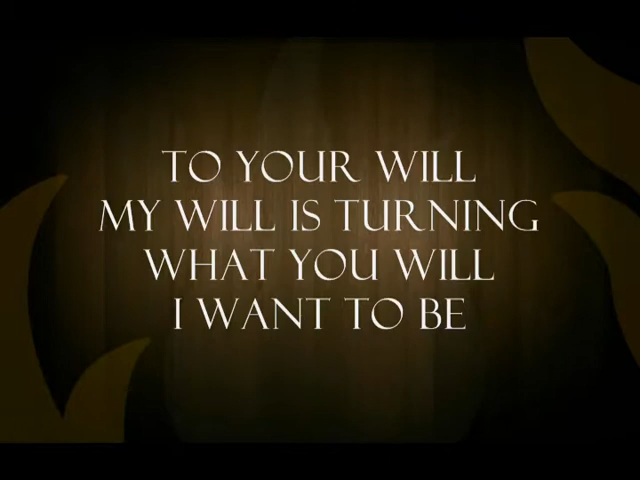 TO YOUR WILL
MY WILL IS TURNING
WHAT YOU WILL
I WANT TO BE